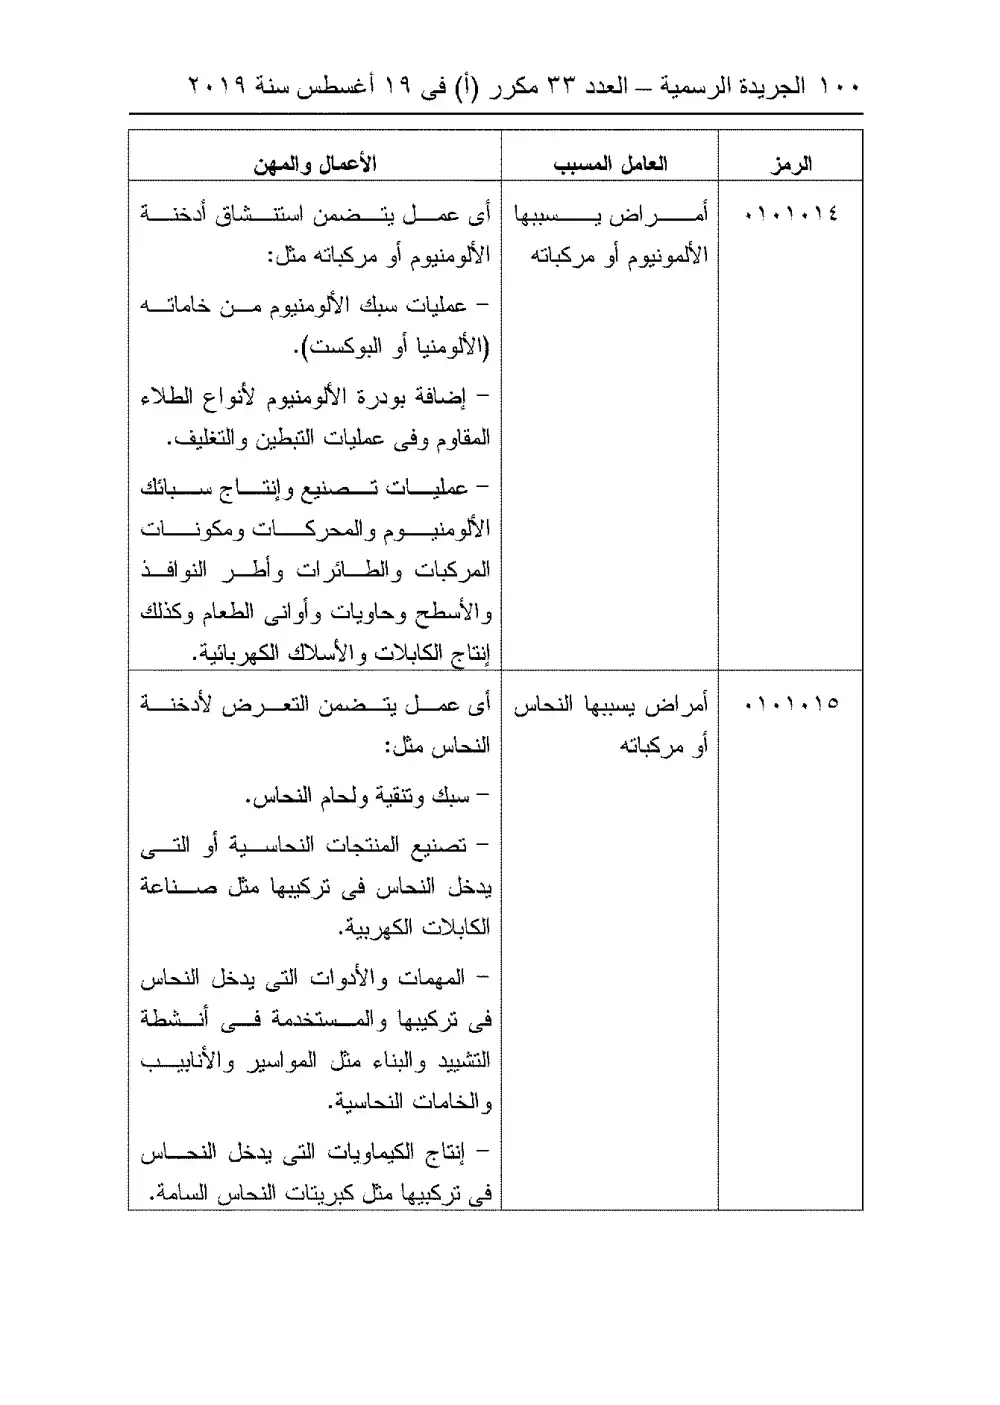 ١٠٠ الجريدة الرسمية – العدد ٣٣ مكرر (أ) فى ١٩ أغسطس سنة ٢٠١٩
الرمز العامل المسبب الأعمال والمهن
٠١٠١٠١٤
أمراض يسببها
الألمونيوم أو مركباته
أى عمل يتضمن استنشاق أدخنة
الألومنيوم أو مركباته مثل:
- عمليات سبك الألومنيوم من خاماته
(الألومنيا أو البوكست).
- إضافة بودرة الألومنيوم لأنواع الطلاء
المقاوم وفى عمليات التبطين والتغليف.
- عمليات تصنيع وإنتاج سبائك
الألومنيوم والمحركات ومكونات
المركبات والطائرات وأطر النوافذ
والأسطح وحاويات وأوانى الطعام وكذلك
إنتاج الكابلات والأسلاك الكهربائية.
٠١٠١٠١٥
أمراض يسببها النحاس
أو مركباته
أى عمل يتضمن التعرض لأدخنة
النحاس مثل:
- سبك وتنقية ولحام النحاس.
- تصنيع المنتجات النحاسية أو التى
يدخل النحاس فى تركيبها مثل صناعة
الكابلات الكهربية.
- المهمات والأدوات التى يدخل النحاس
فى تركيبها والمستخدمة فى أنشطة
التشييد والبناء مثل المواسير والأنابيب
والخامات النحاسية.
- إنتاج الكيماويات التى يدخل النحاس
فى تركبيها مثل كبريتات النحاس السامة.